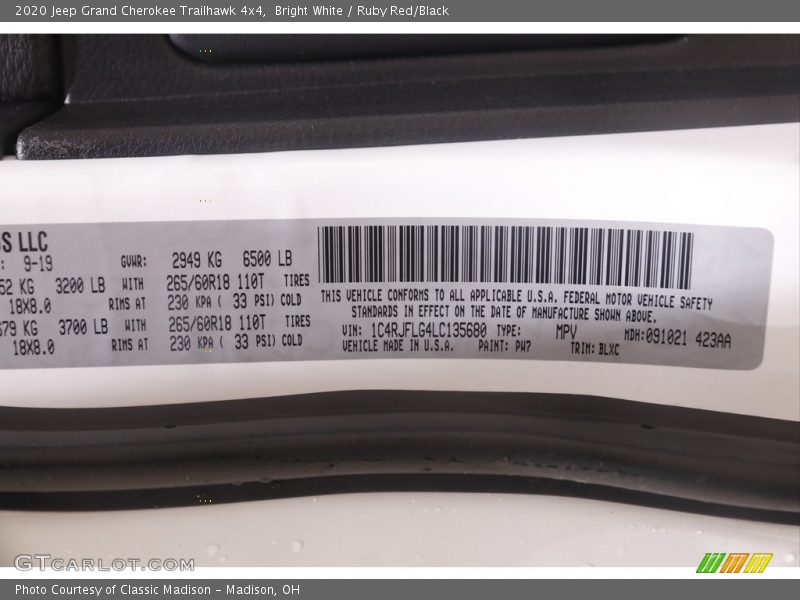 2020 Jeep Grand Cherokee Trailhawk 4x4, Bright White / Ruby Red/Black
LLC
9-19 GVWR: 2949 KG 6500 LB
KG 3200 LB WITH 265/60R18 110T TIRES
18X8.0 RIMS AT 230 KPA ( 33 PSI) COLD
KG 3700 LB WITH 265/60R18 110T TIRES
18X8.0 RIMS AT 230 KPA ( 33 PSI) COLD
THIS VEHICLE CONFORMS TO ALL APPLICABLE U.S.A. FEDERAL MOTOR VEHICLE SAFETY
STANDARDS IN EFFECT ON THE DATE OF MANUFACTURE SHOWN ABOVE.
VIN: 1C4RJFLG4LC135680 TYPE: MPV MDH:091021 423AA
VEHICLE MADE IN U.S.A. PAINT: PW7 TRIM: BLXC
GTCARLOT.COM
Photo Courtesy of Classic Madison - Madison, OH